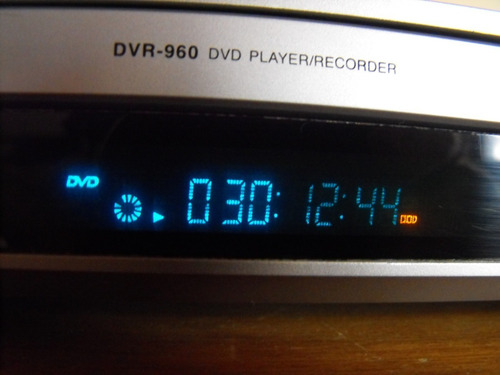 DVR-960 DVD PLAYER/RECORDER
DVD
030: 12:44